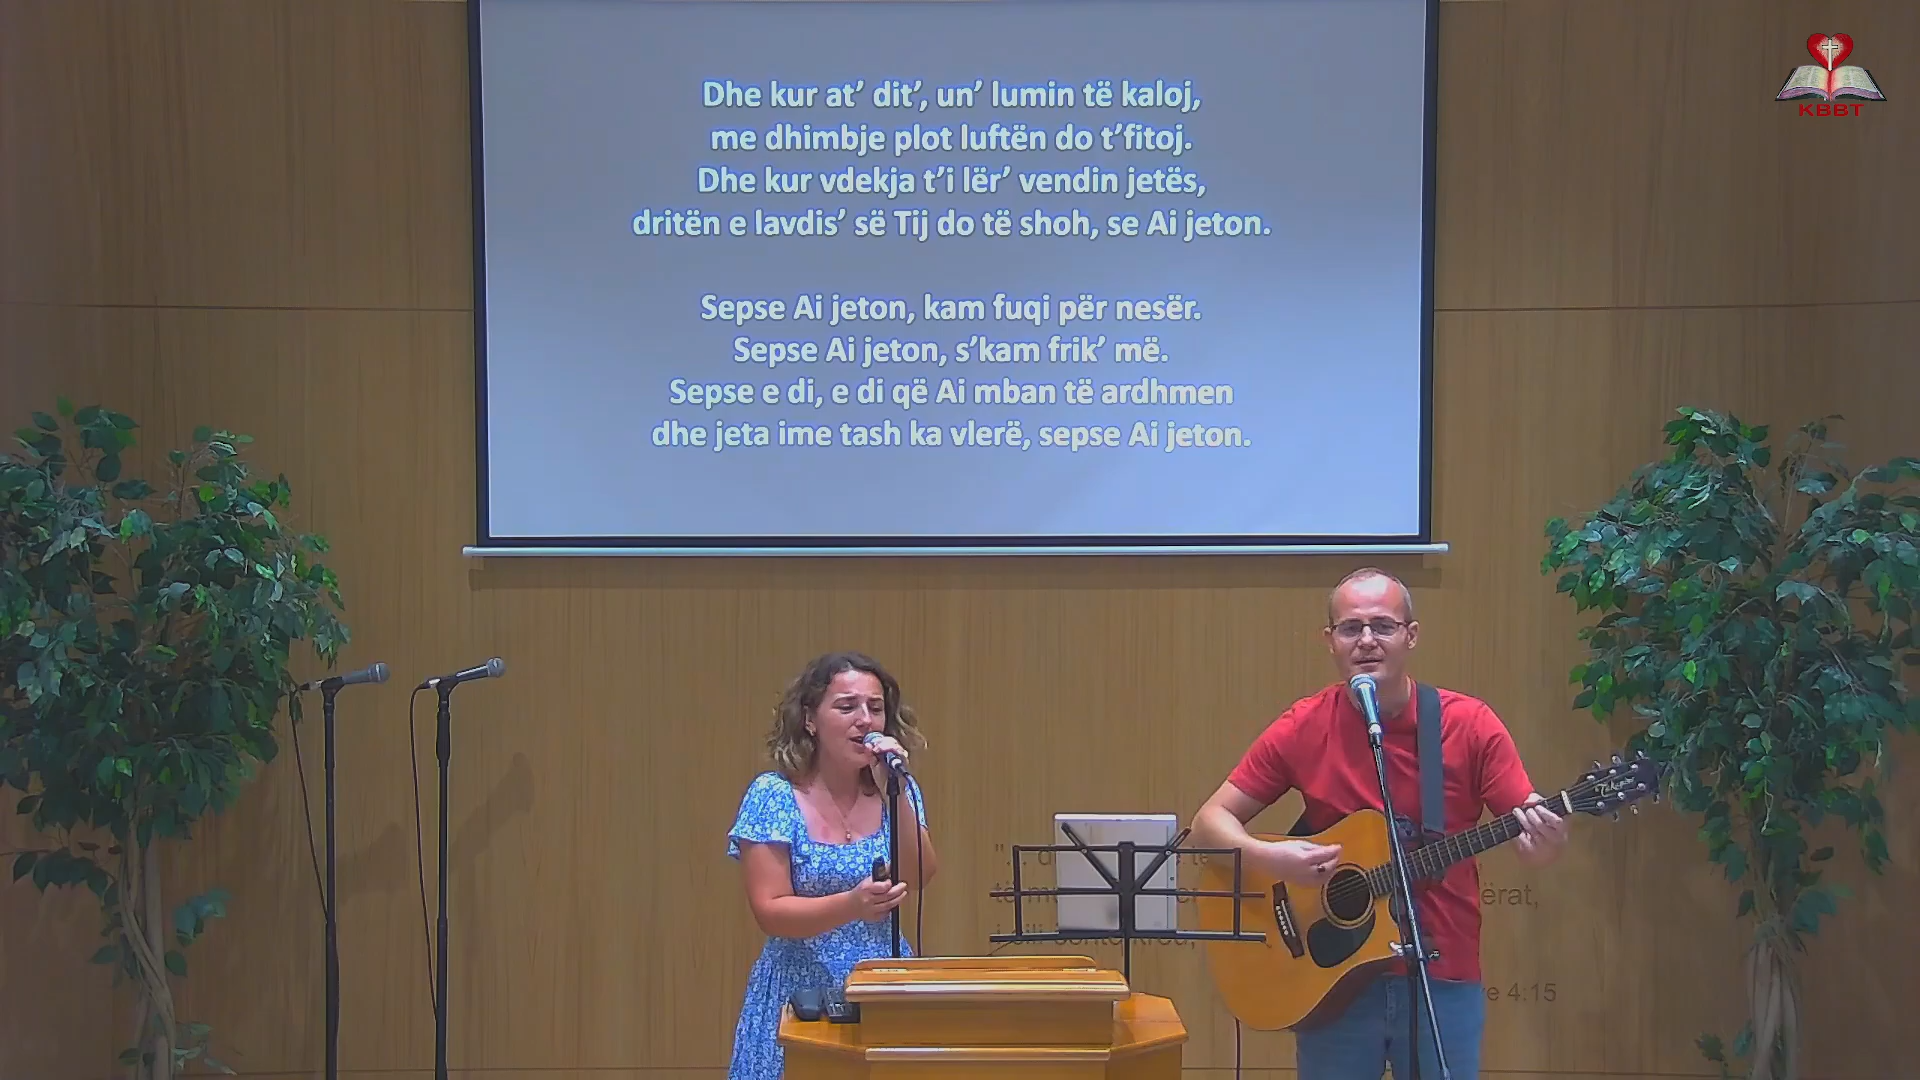 Dhe kur at’ dit’, un’ lumin të kaloj,
me dhimbje plot luftën do t’fitoj.
Dhe kur vdekja t’i lër’ vendin jetës,
dritën e lavdis’ së Tij do të shoh, se Ai jeton.
Sepse Ai jeton, kam fuqi për nesër.
Sepse Ai jeton, s’kam frik’ më.
Sepse e di, e di që Ai mban të ardhmen
dhe jeta ime tash ka vlerë, sepse Ai jeton.
KBBT
4:15